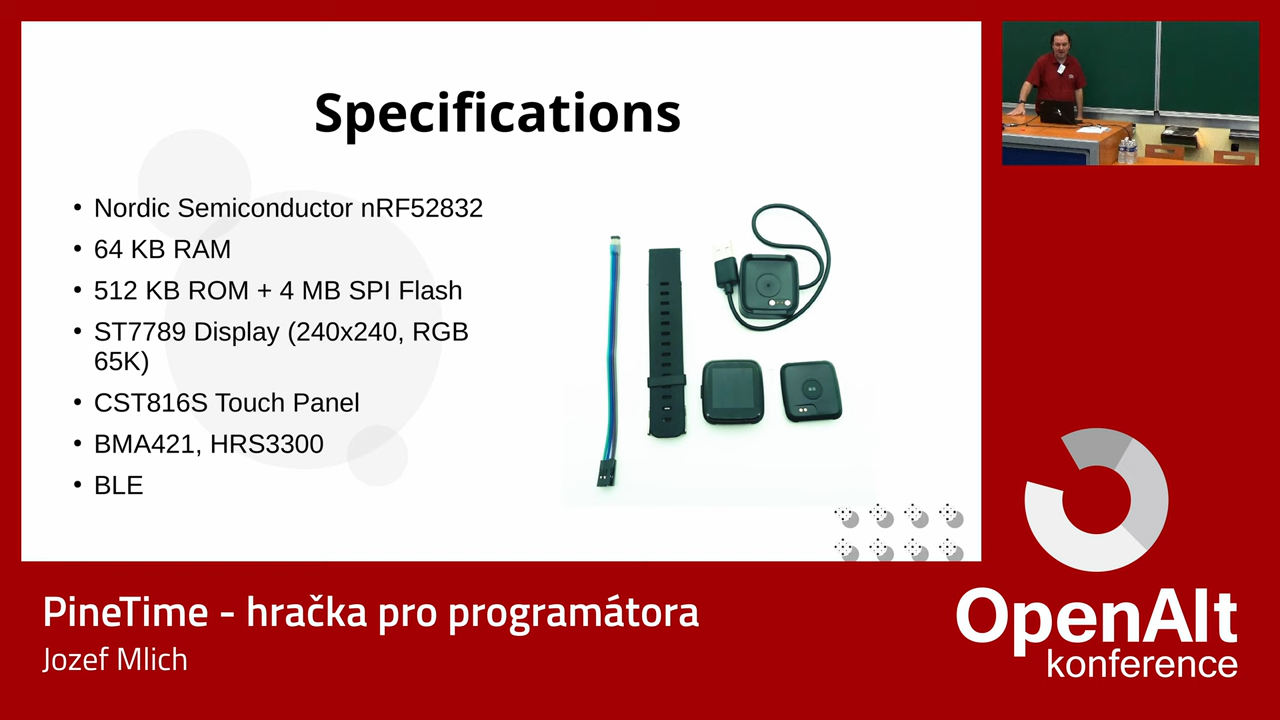 Specifications
Nordic Semiconductor nRF52832
64 KB RAM
512 KB ROM + 4 MB SPI Flash
ST7789 Display (240x240, RGB
65K)
CST816S Touch Panel
BMA421, HRS3300
BLE
PineTime - hračka pro programátora
Jozef Mlich
OpenAlt
konference